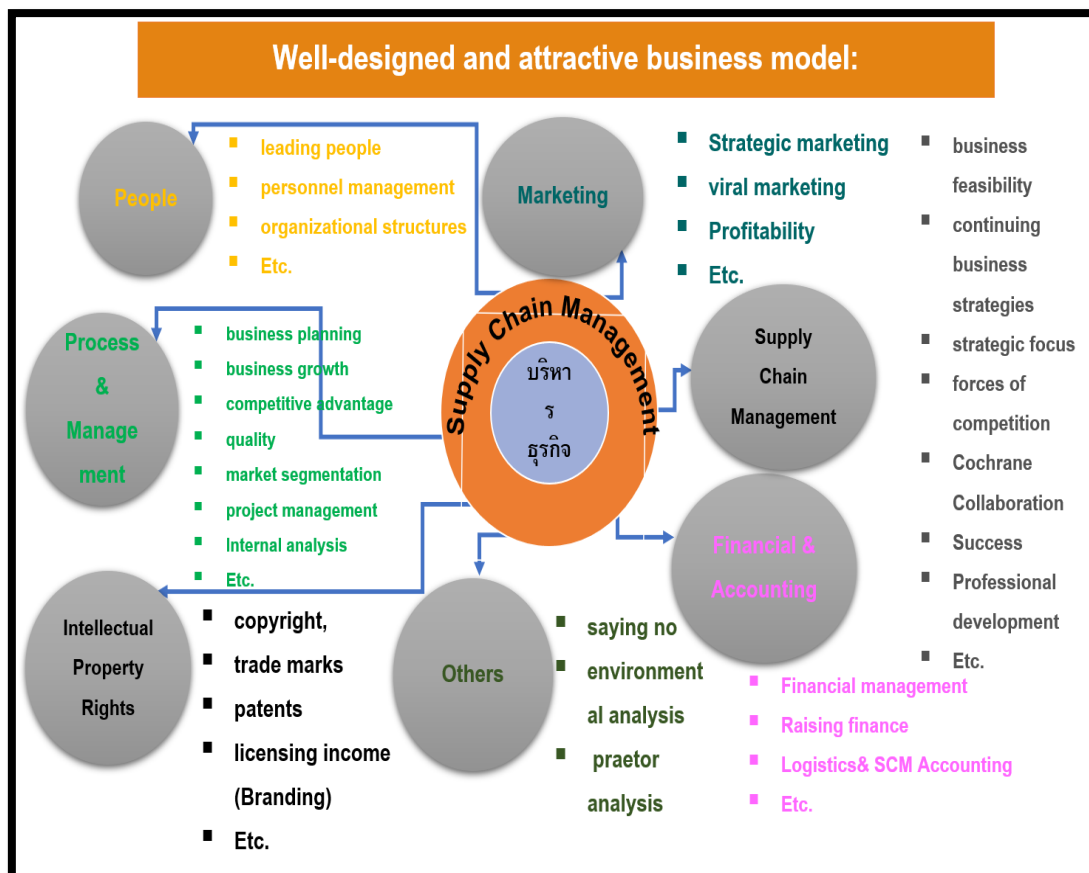 Well-designed and attractive business model:
People
▪ leading people
▪ personnel management
▪ organizational structures
▪ Etc.
Marketing
▪ Strategic marketing
▪ viral marketing
▪ Profitability
▪ Etc.
Supply Chain Management
บริหา
ร
ธุรกิจ
Supply
Chain
Management
▪ business
feasibility
▪ continuing
business
strategies
▪ strategic focus
▪ forces of
competition
▪ Cochrane
Collaboration
▪ Success
▪ Professional
development
▪ Etc.
Process
&
Manage
ment
▪ business planning
▪ business growth
▪ competitive advantage
▪ quality
▪ market segmentation
▪ project management
▪ Internal analysis
▪ Etc.
Financial &
Accounting
▪ Financial management
▪ Raising finance
▪ Logistics& SCM Accounting
▪ Etc.
Intellectual
Property
Rights
▪ copyright,
▪ trade marks
▪ patents
▪ licensing income
(Branding)
▪ Etc.
Others
▪ saying no
▪ environment
al analysis
▪ praetor
analysis